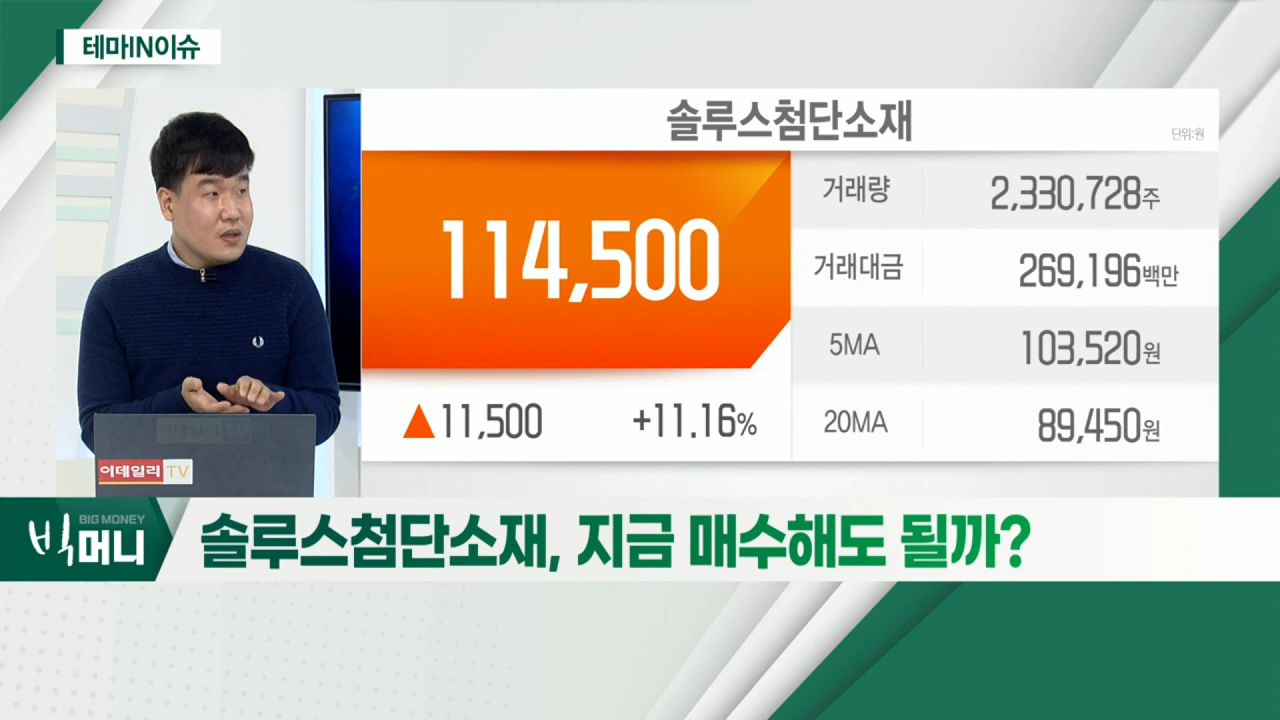 테마IN이슈
솔루스첨단소재
단위:원
114,500
▲11,500 +11.16%
거래량 2,330,728주
거래대금 269,196백만
5MA 103,520원
20MA 89,450원
이데일리TV
BIG MONEY
빅머니
솔루스첨단소재, 지금 매수해도 될까?